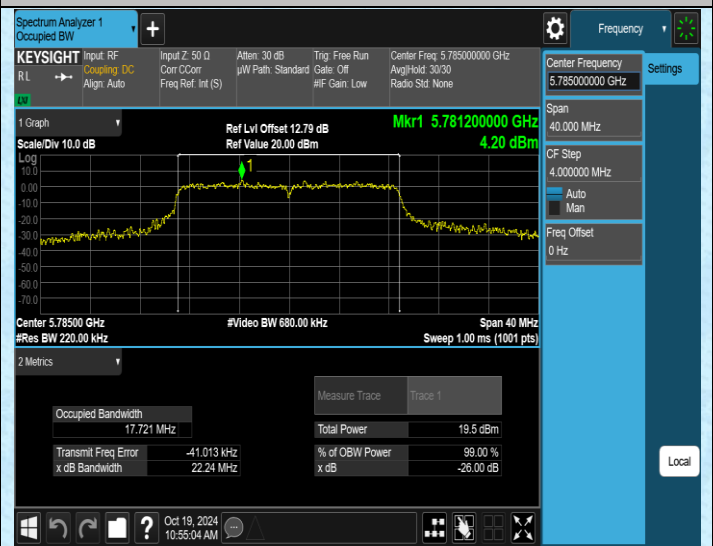 Spectrum Analyzer 1
Occupied BW
Frequency
KEYSIGHT
RL
LXI
Input: RF
Coupling: DC
Align: Auto
Input Z: 50 Ω
Corr CCorr
Freq Ref: Int (S)
Atten: 30 dB
µW Path: Standard
Trig: Free Run
Gate: Off
#IF Gain: Low
Center Freq: 5.785000000 GHz
Avg|Hold: 30/30
Radio Std: None
Center Frequency
5.785000000 GHz
Settings
Span
40.000 MHz
CF Step
4.000000 MHz
Auto
Man
Freq Offset
0 Hz
1 Graph
Scale/Div 10.0 dB
Ref Lvl Offset 12.79 dB
Ref Value 20.00 dBm
Mkr1 5.781200000 GHz
4.20 dBm
Log
10.0
0.00
-10.0
-20.0
-30.0
-40.0
-50.0
-60.0
-70.0
1
Center 5.78500 GHz
#Video BW 680.00 kHz
Span 40 MHz
#Res BW 220.00 kHz
Sweep 1.00 ms (1001 pts)
2 Metrics
Measure Trace
Trace 1
Occupied Bandwidth
17.721 MHz
Total Power
19.5 dBm
Transmit Freq Error
-41.013 kHz
% of OBW Power
99.00 %
x dB Bandwidth
22.24 MHz
x dB
-26.00 dB
Local
?
Oct 19, 2024
10:55:04 AM